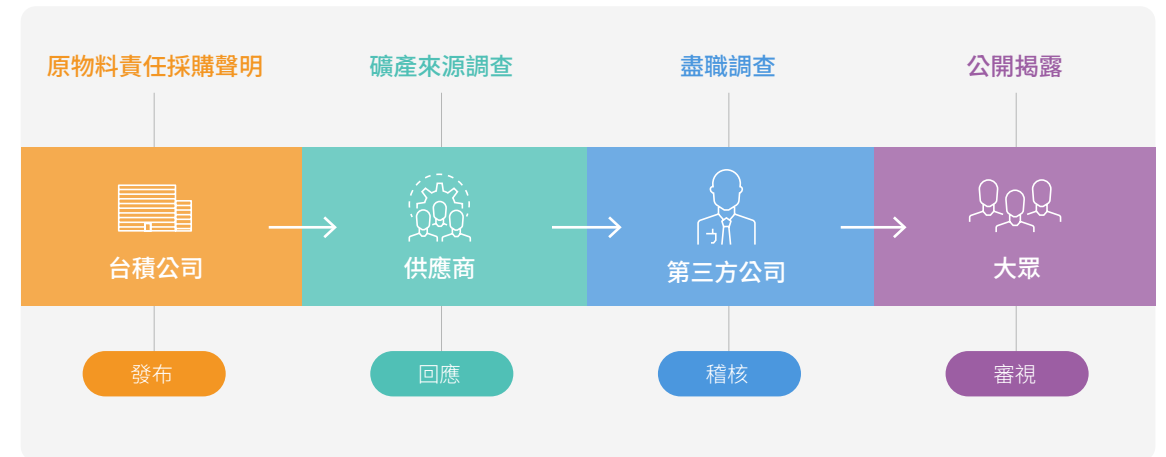 原物料責任採購聲明
礦產來源調查
盡職調查
公開揭露
台積公司
供應商
第三方公司
大眾
發布
回應
稽核
審視